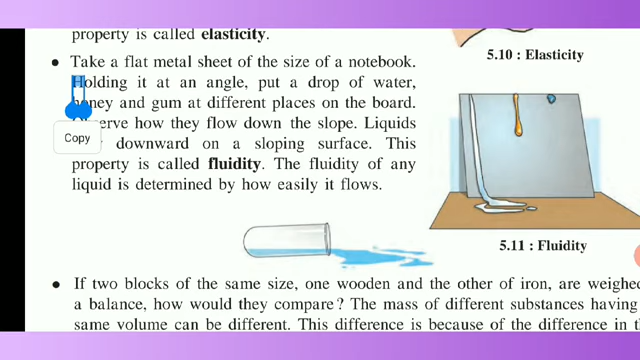 property is called elasticity.
5.10 : Elasticity
• Take a flat metal sheet of the size of a notebook.
Holding it at an angle, put a drop of water,
honey and gum at different places on the board.
Observe how they flow down the slope. Liquids
Copy
downward on a sloping surface. This
property is called fluidity. The fluidity of any
liquid is determined by how easily it flows.
5.11 : Fluidity
• If two blocks of the same size, one wooden and the other of iron, are weighed
a balance, how would they compare? The mass of different substances having
same volume can be different. This difference is because of the difference in